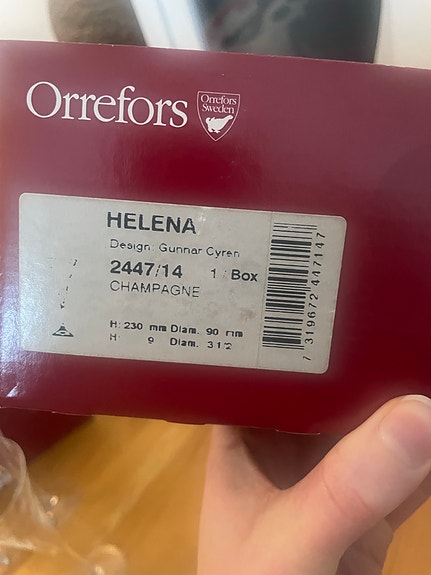 Orrefors
Orrefors
Sweden
HELENA
Design: Gunnar Cyren
2447/14 1 Box
CHAMPAGNE
H: 230 mm Diam. 90 mm
H: 9 Diam. 3 1/2
7 319672 447147